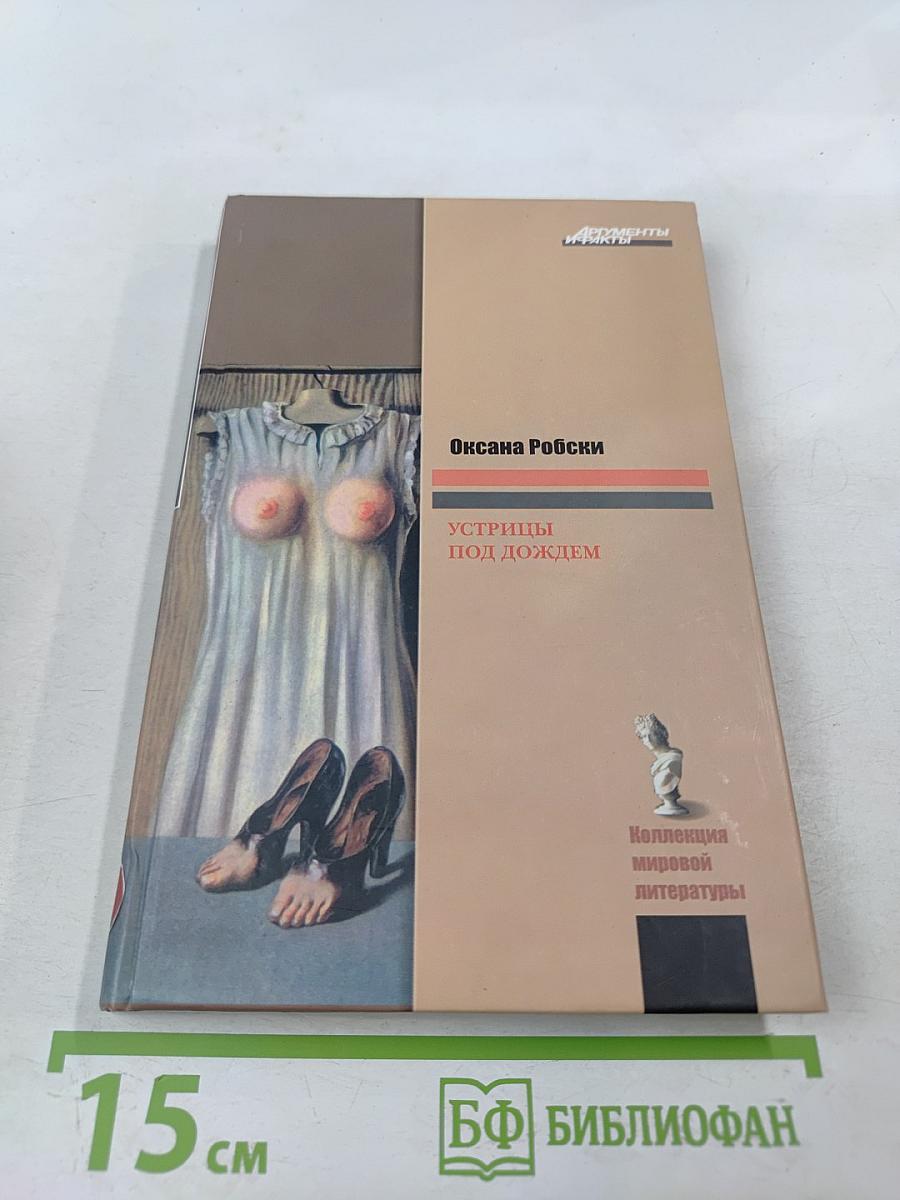 АРГУМЕНТЫ
И ФАКТЫ
Оксана Робски
УСТРИЦЫ
ПОД ДОЖДЕМ
Коллекция
мировой
литературы
15 см
БФ БИБЛИОФАН